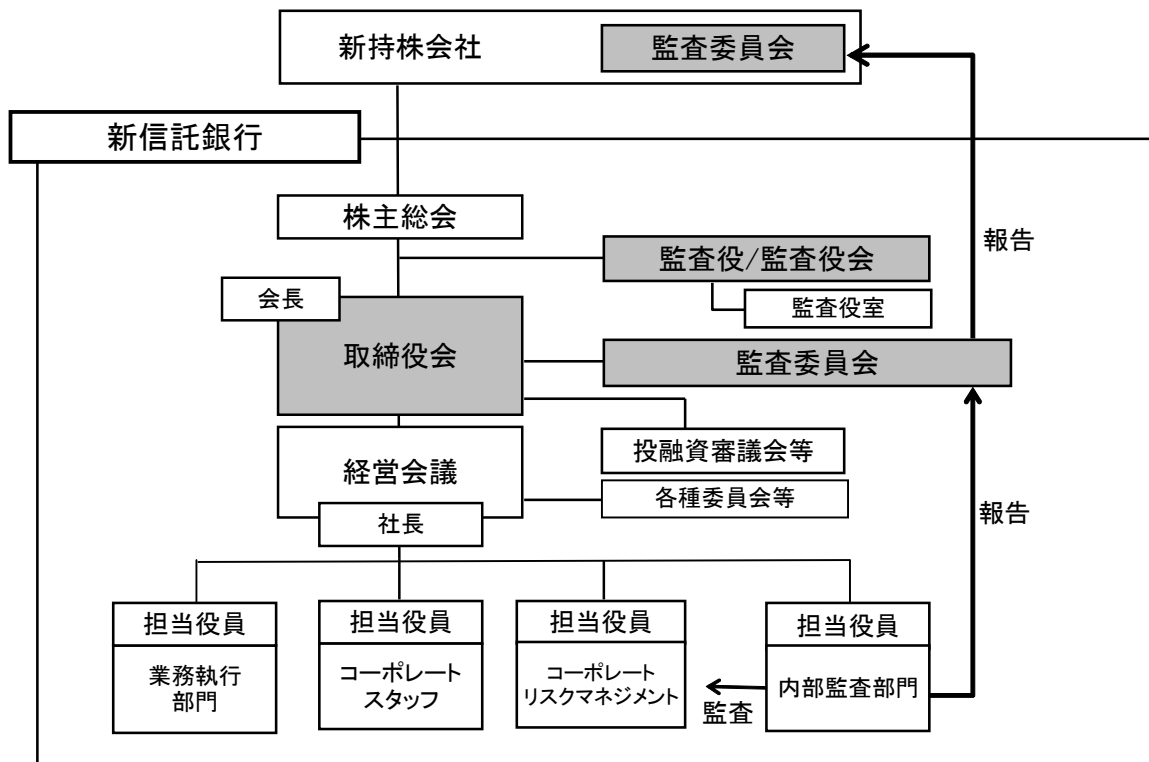 新持株会社
監査委員会
新信託銀行
株主総会
報告
監査役/監査役会
会長
監査役室
取締役会
監査委員会
投融資審議会等
経営会議
各種委員会等
社長
報告
担当役員
業務執行
部門
担当役員
コーポレート
スタッフ
担当役員
コーポレート
リスクマネジメント
監査
担当役員
内部監査部門